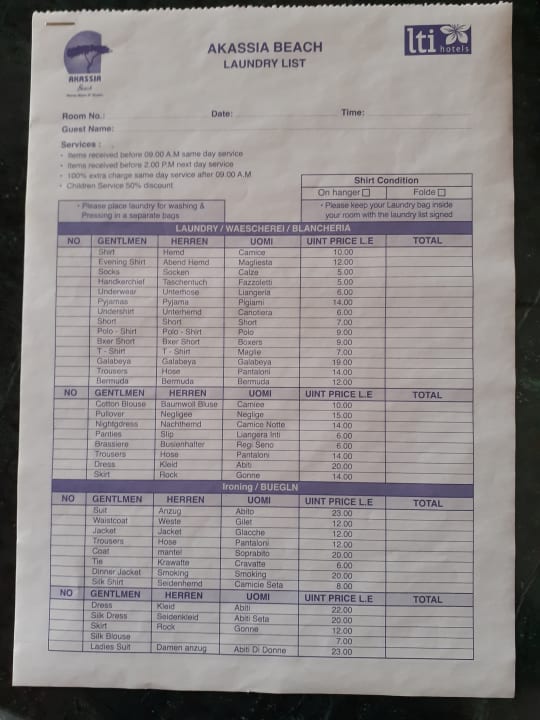 AKASSIA
Beach
lti
hotels
AKASSIA BEACH
LAUNDRY LIST
Room No.: Date: Time:
Guest Name:
Services :
• Items received before 09.00 A.M same day service
• Items received before 2.00 P.M next day service
• 100% extra charge same day service after 09.00 A.M
• Children Service 50% discount
Shirt Condition
On hanger Folde
• Please place laundry for washing &
Pressing in a separate bags
• Please keep your Laundry bag inside
your room with the laundry list signed
LAUNDRY / WAESCHEREI / BLANCHERIA
NO GENTLMEN HERREN UOMI UINT PRICE L.E TOTAL
Shirt Hemd Camice 10.00
Evening Shirt Abend Hemd Magliesta 12.00
Socks Socken Calze 5.00
Handkerchief Taschentuch Fazzoletti 5.00
Underwear Unterhose Liangeria 6.00
Pyjamas Pyjama Pigiami 14.00
Undershirt Unterhemd Canotiera 6.00
Short Short Short 7.00
Polo - Shirt Polo - Shirt Polo 9.00
Bxer Short Bxer Short Boxers 9.00
T - Shirt T - Shirt Maglie 7.00
Galabeya Galabeya Galabeya 19.00
Trousers Hose Pantaloni 14.00
Bermuda Bermuda Bermuda 12.00
NO GENTLMEN HERREN UOMI UINT PRICE L.E TOTAL
Cotton Blouse Baumwoll Bluse Camiee 10.00
Pullover Negligee Neglige 15.00
Nightgdress Nachthemd Camice Notte 14.00
Panties Slip Liangera Inti 6.00
Brassiere Busienhalter Regi Seno 6.00
Trousers Hose Pantaloni 14.00
Dress Kleid Abiti 20.00
Skirt Rock Gonne 14.00
Ironing / BUEGLN
NO GENTLMEN HERREN UOMI UINT PRICE L.E TOTAL
Suit Anzug Abito 23.00
Waistcoat Weste Gilet 12.00
Jacket Jacket Giacche 12.00
Trousers Hose Pantaloni 12.00
Coat mantel Soprabito 20.00
Tie Krawatte Cravatte 6.00
Dinner Jacket Smoking Smoking 20.00
Silk Shirt Seidenhemd Camicie Seta 8.00
NO GENTLMEN HERREN UOMI UINT PRICE L.E TOTAL
Dress Kleid Abiti 22.00
Silk Dress Seidenkleid Abiti Seta 20.00
Skirt Rock Gonne 12.00
Silk Blouse 7.00
Ladies Suit Damen anzug Abiti Di Donne 23.00